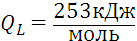 Q_L = 253кДж / моль